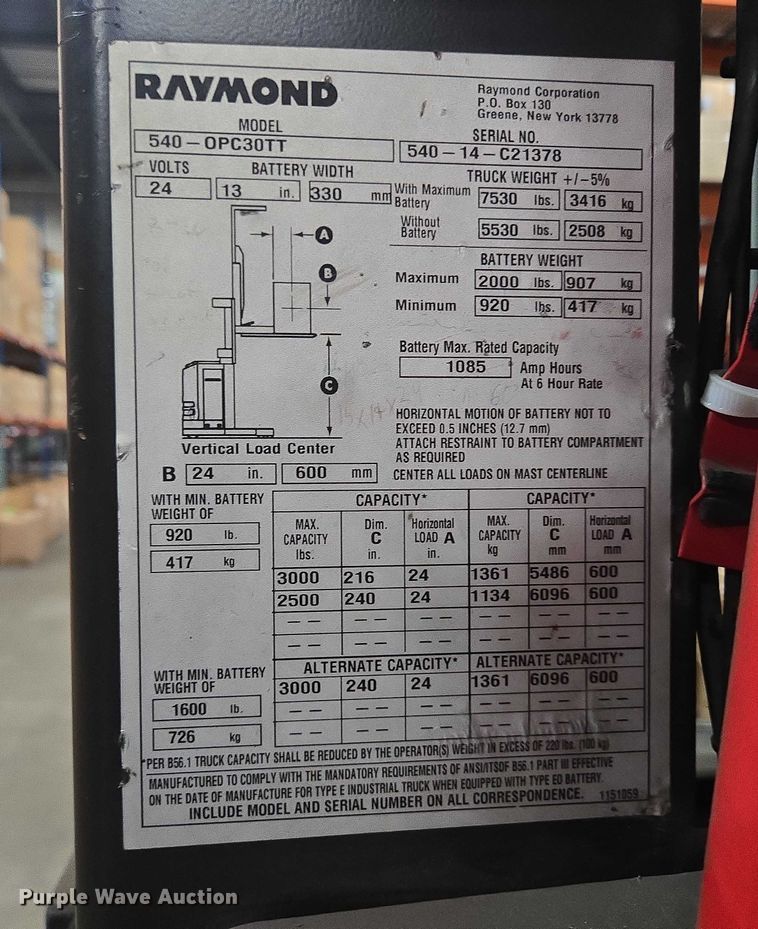 RAYMOND
Raymond Corporation
P.O. Box 130
Greene, New York 13778
MODEL
540 – OPC30TT
SERIAL NO.
540 – 14 – C21378
VOLTS
24
BATTERY WIDTH
13 in. 330 mm
TRUCK WEIGHT +/–5%
With Maximum Battery 7530 lbs. 3416 kg
Without Battery 5530 lbs. 2508 kg
BATTERY WEIGHT
Maximum 2000 lbs. 907 kg
Minimum 920 lbs. 417 kg
A
B
C
Battery Max. Rated Capacity
1085 Amp Hours
At 6 Hour Rate
HORIZONTAL MOTION OF BATTERY NOT TO
EXCEED 0.5 INCHES (12.7 mm)
ATTACH RESTRAINT TO BATTERY COMPARTMENT
AS REQUIRED
CENTER ALL LOADS ON MAST CENTERLINE
Vertical Load Center
B 24 in. 600 mm
WITH MIN. BATTERY
WEIGHT OF
920 lb.
417 kg
CAPACITY* CAPACITY*
MAX. CAPACITY lbs. Dim. C in. Horizontal LOAD A in. MAX. CAPACITY kg Dim. C mm Horizontal LOAD A mm
3000 216 24 1361 5486 600
2500 240 24 1134 6096 600
– – – – – – – – – – – –
– – – – – – – – – – – –
WITH MIN. BATTERY
WEIGHT OF
1600 lb.
726 kg
ALTERNATE CAPACITY* ALTERNATE CAPACITY*
3000 240 24 1361 6096 600
– – – – – – – – – – – –
– – – – – – – – – – – –
*PER B56.1 TRUCK CAPACITY SHALL BE REDUCED BY THE OPERATOR(S) WEIGHT IN EXCESS OF 220 lbs. (100 kg)
MANUFACTURED TO COMPLY WITH THE MANDATORY REQUIREMENTS OF ANSI/ITSDF B56.1 PART III EFFECTIVE
ON THE DATE OF MANUFACTURE FOR TYPE E INDUSTRIAL TRUCK WHEN EQUIPPED WITH TYPE EO BATTERY.
INCLUDE MODEL AND SERIAL NUMBER ON ALL CORRESPONDENCE. 1151059
Purple Wave Auction